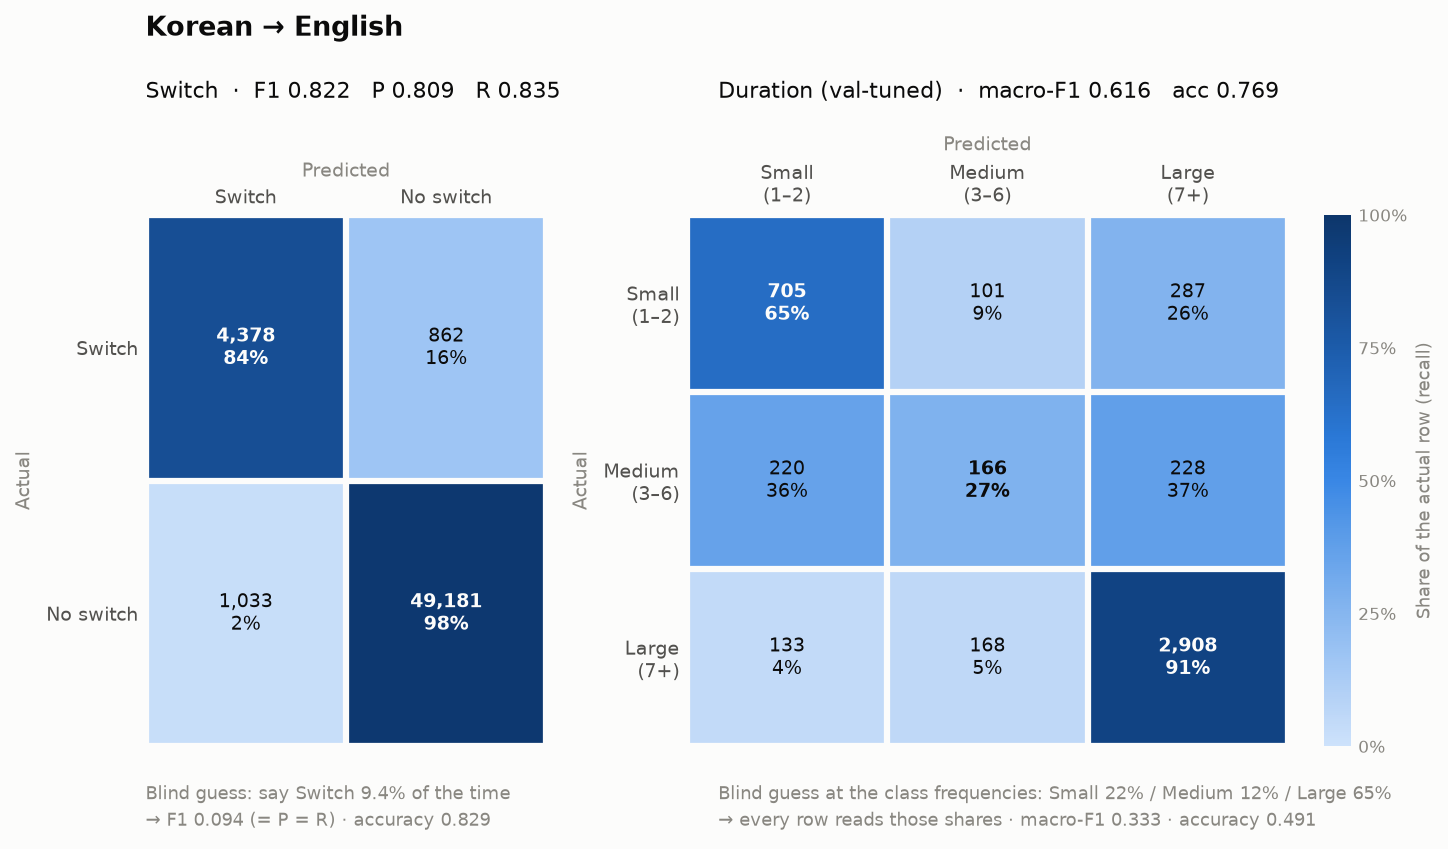 Korean → English
Switch · F1 0.822 P 0.809 R 0.835
Duration (val-tuned) · macro-F1 0.616 acc 0.769
Predicted
Switch No switch
Actual
Switch
4,378
84%
862
16%
No switch
1,033
2%
49,181
98%
Predicted
Small
(1–2)
Medium
(3–6)
Large
(7+)
Actual
Small
(1–2)
705
65%
101
9%
287
26%
Medium
(3–6)
220
36%
166
27%
228
37%
Large
(7+)
133
4%
168
5%
2,908
91%
100%
75%
50%
25%
0%
Share of the actual row (recall)
Blind guess: say Switch 9.4% of the time
→ F1 0.094 (= P = R) · accuracy 0.829
Blind guess at the class frequencies: Small 22% / Medium 12% / Large 65%
→ every row reads those shares · macro-F1 0.333 · accuracy 0.491